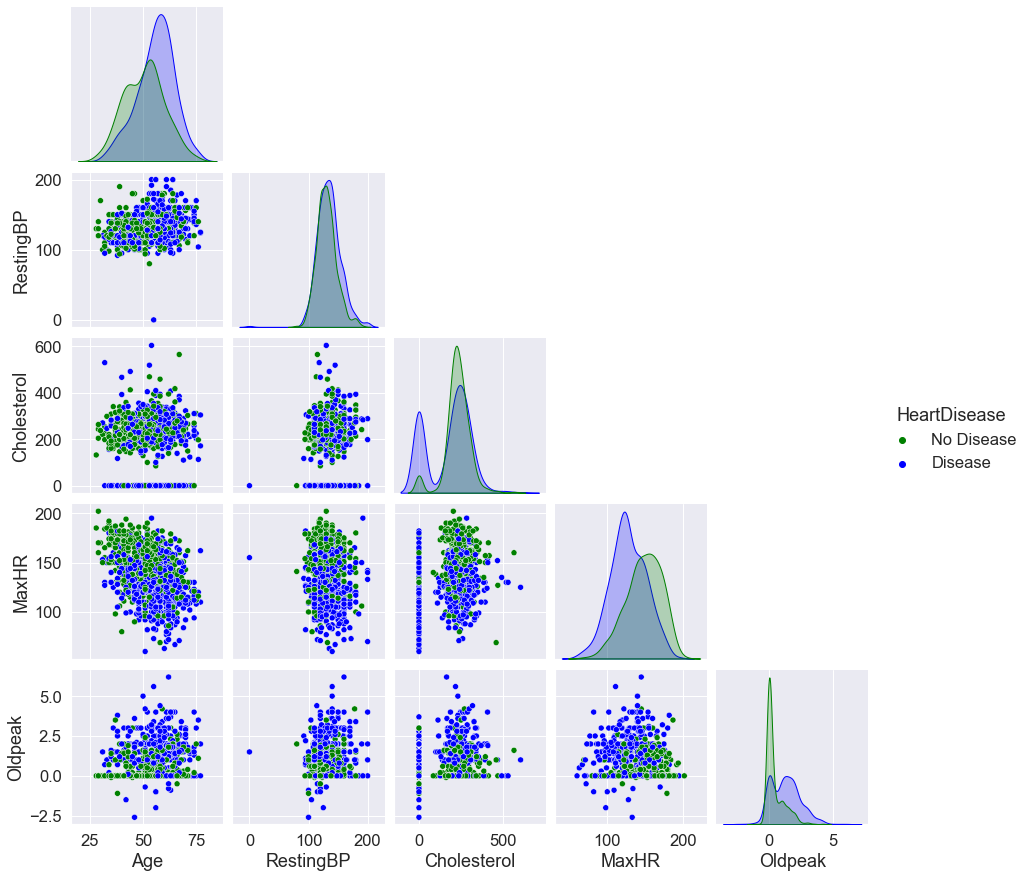 200
100
0
RestingBP
600
400
200
0
Cholesterol
HeartDisease
No Disease
Disease
200
150
100
MaxHR
5.0
2.5
0.0
−2.5
Oldpeak
25 50 75 0 100 200 0 500 100 200 0 5
Age RestingBP Cholesterol MaxHR Oldpeak